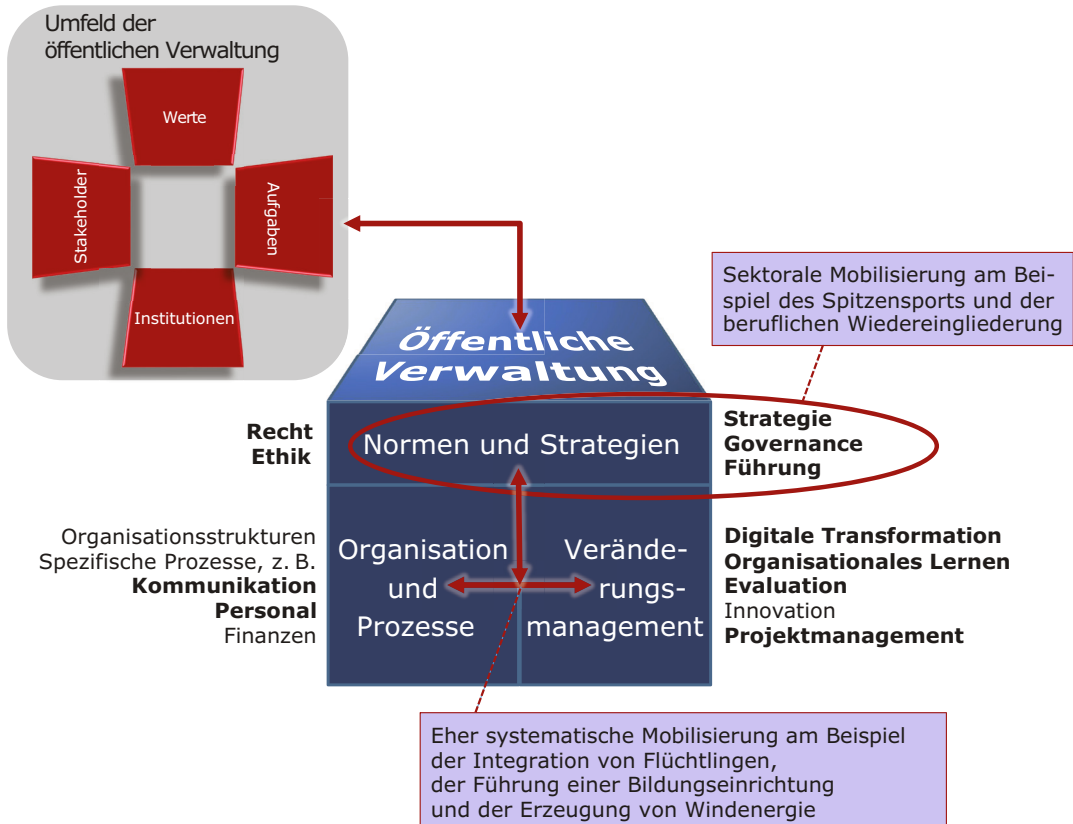 Umfeld der
öffentlichen Verwaltung
Werte
Stakeholder
Aufgaben
Institutionen
Sektorale Mobilisierung am Bei-
spiel des Spitzensports und der
beruflichen Wiedereingliederung
Öffentliche
Verwaltung
Recht
Ethik
Normen und Strategien
Strategie
Governance
Führung
Organisationsstrukturen
Spezifische Prozesse, z. B.
Kommunikation
Personal
Finanzen
Organisation
und
Prozesse
Verände-
rungs-
management
Digitale Transformation
Organisationales Lernen
Evaluation
Innovation
Projektmanagement
Eher systematische Mobilisierung am Beispiel
der Integration von Flüchtlingen,
der Führung einer Bildungseinrichtung
und der Erzeugung von Windenergie